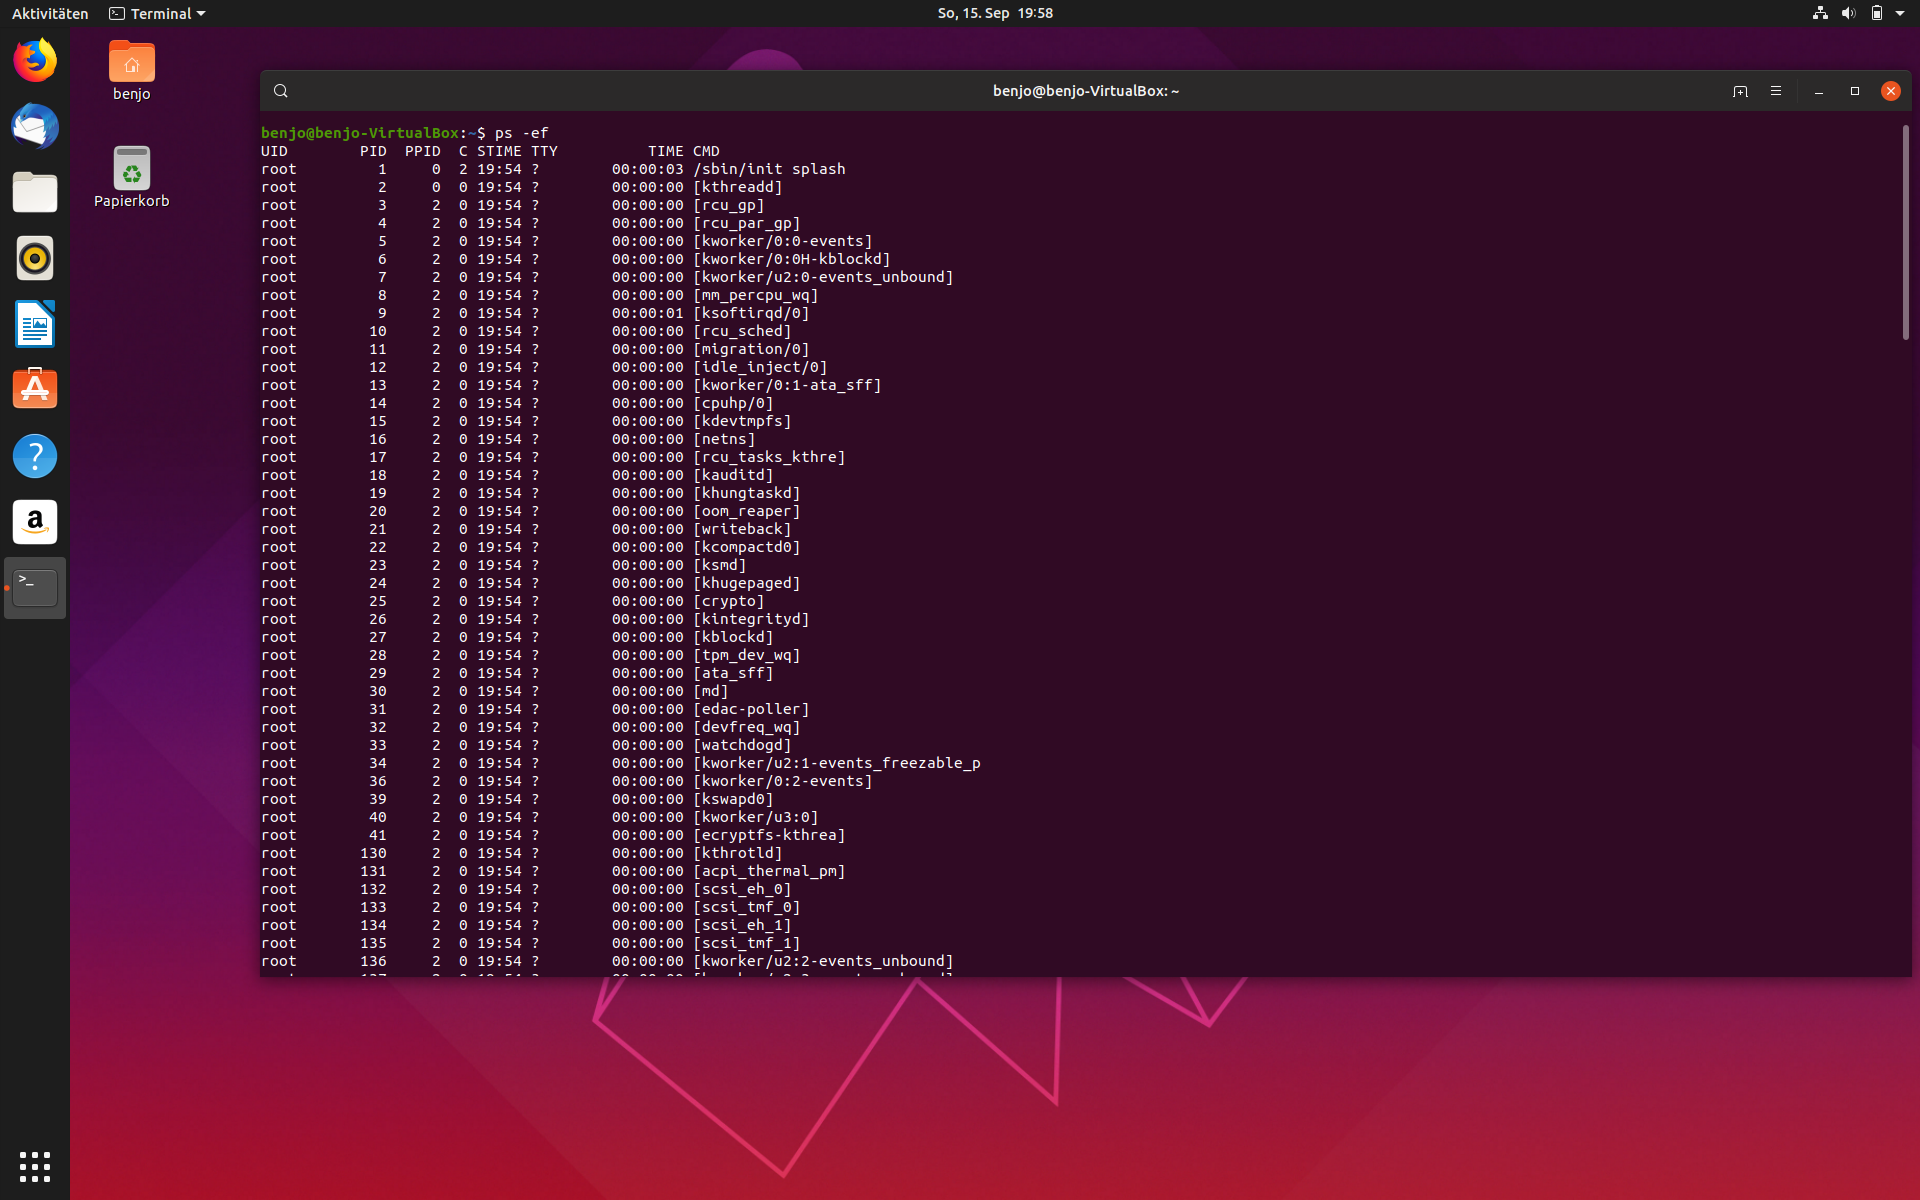 Aktivitäten Terminal So, 15. Sep 19:58
benjo
Papierkorb
benjo@benjo-VirtualBox: ~
benjo@benjo-VirtualBox:~$ ps -ef
UID PID PPID C STIME TTY TIME CMD
root 1 0 2 19:54 ? 00:00:03 /sbin/init splash
root 2 0 0 19:54 ? 00:00:00 [kthreadd]
root 3 2 0 19:54 ? 00:00:00 [rcu_gp]
root 4 2 0 19:54 ? 00:00:00 [rcu_par_gp]
root 5 2 0 19:54 ? 00:00:00 [kworker/0:0-events]
root 6 2 0 19:54 ? 00:00:00 [kworker/0:0H-kblockd]
root 7 2 0 19:54 ? 00:00:00 [kworker/u2:0-events_unbound]
root 8 2 0 19:54 ? 00:00:00 [mm_percpu_wq]
root 9 2 0 19:54 ? 00:00:01 [ksoftirqd/0]
root 10 2 0 19:54 ? 00:00:00 [rcu_sched]
root 11 2 0 19:54 ? 00:00:00 [migration/0]
root 12 2 0 19:54 ? 00:00:00 [idle_inject/0]
root 13 2 0 19:54 ? 00:00:00 [kworker/0:1-ata_sff]
root 14 2 0 19:54 ? 00:00:00 [cpuhp/0]
root 15 2 0 19:54 ? 00:00:00 [kdevtmpfs]
root 16 2 0 19:54 ? 00:00:00 [netns]
root 17 2 0 19:54 ? 00:00:00 [rcu_tasks_kthre]
root 18 2 0 19:54 ? 00:00:00 [kauditd]
root 19 2 0 19:54 ? 00:00:00 [khungtaskd]
root 20 2 0 19:54 ? 00:00:00 [oom_reaper]
root 21 2 0 19:54 ? 00:00:00 [writeback]
root 22 2 0 19:54 ? 00:00:00 [kcompactd0]
root 23 2 0 19:54 ? 00:00:00 [ksmd]
root 24 2 0 19:54 ? 00:00:00 [khugepaged]
root 25 2 0 19:54 ? 00:00:00 [crypto]
root 26 2 0 19:54 ? 00:00:00 [kintegrityd]
root 27 2 0 19:54 ? 00:00:00 [kblockd]
root 28 2 0 19:54 ? 00:00:00 [tpm_dev_wq]
root 29 2 0 19:54 ? 00:00:00 [ata_sff]
root 30 2 0 19:54 ? 00:00:00 [md]
root 31 2 0 19:54 ? 00:00:00 [edac-poller]
root 32 2 0 19:54 ? 00:00:00 [devfreq_wq]
root 33 2 0 19:54 ? 00:00:00 [watchdogd]
root 34 2 0 19:54 ? 00:00:00 [kworker/u2:1-events_freezable_p
root 36 2 0 19:54 ? 00:00:00 [kworker/0:2-events]
root 39 2 0 19:54 ? 00:00:00 [kswapd0]
root 40 2 0 19:54 ? 00:00:00 [kworker/u3:0]
root 41 2 0 19:54 ? 00:00:00 [ecryptfs-kthrea]
root 130 2 0 19:54 ? 00:00:00 [kthrotld]
root 131 2 0 19:54 ? 00:00:00 [acpi_thermal_pm]
root 132 2 0 19:54 ? 00:00:00 [scsi_eh_0]
root 133 2 0 19:54 ? 00:00:00 [scsi_tmf_0]
root 134 2 0 19:54 ? 00:00:00 [scsi_eh_1]
root 135 2 0 19:54 ? 00:00:00 [scsi_tmf_1]
root 136 2 0 19:54 ? 00:00:00 [kworker/u2:2-events_unbound]